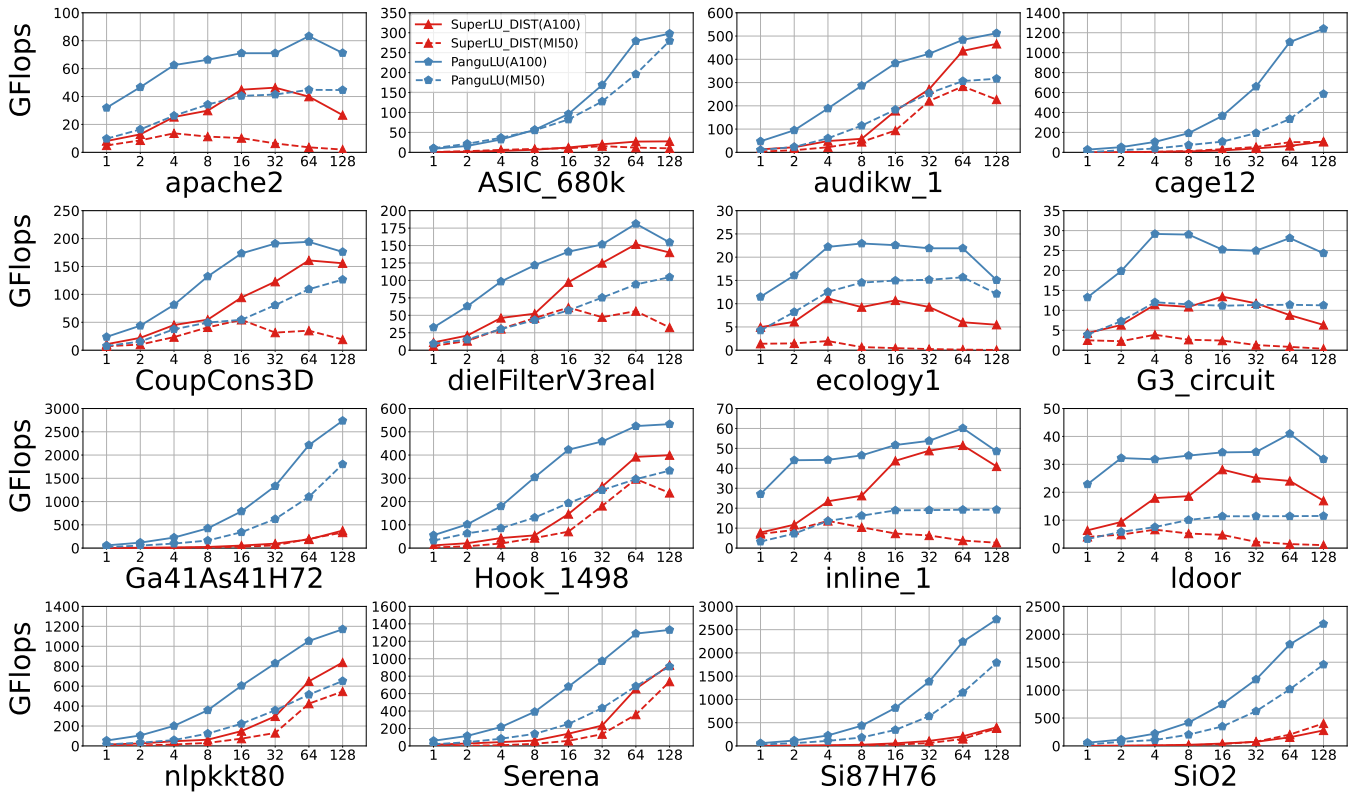 GFlops
100
80
60
40
20
0
1 2 4 8 16 32 64 128
apache2
350
300
250
200
150
100
50
0
SuperLU_DIST(A100)
SuperLU_DIST(MI50)
PanguLU(A100)
PanguLU(MI50)
1 2 4 8 16 32 64 128
ASIC_680k
600
500
400
300
200
100
0
1 2 4 8 16 32 64 128
audikw_1
1400
1200
1000
800
600
400
200
0
1 2 4 8 16 32 64 128
cage12
GFlops
250
200
150
100
50
0
1 2 4 8 16 32 64 128
CoupCons3D
200
175
150
125
100
75
50
25
0
1 2 4 8 16 32 64 128
dielFilterV3real
30
25
20
15
10
5
0
1 2 4 8 16 32 64 128
ecology1
35
30
25
20
15
10
5
0
1 2 4 8 16 32 64 128
G3_circuit
GFlops
3000
2500
2000
1500
1000
500
0
1 2 4 8 16 32 64 128
Ga41As41H72
600
500
400
300
200
100
0
1 2 4 8 16 32 64 128
Hook_1498
70
60
50
40
30
20
10
0
1 2 4 8 16 32 64 128
inline_1
50
40
30
20
10
0
1 2 4 8 16 32 64 128
ldoor
GFlops
1400
1200
1000
800
600
400
200
0
1 2 4 8 16 32 64 128
nlpkkt80
1600
1400
1200
1000
800
600
400
200
0
1 2 4 8 16 32 64 128
Serena
3000
2500
2000
1500
1000
500
0
1 2 4 8 16 32 64 128
Si87H76
2500
2000
1500
1000
500
0
1 2 4 8 16 32 64 128
SiO2